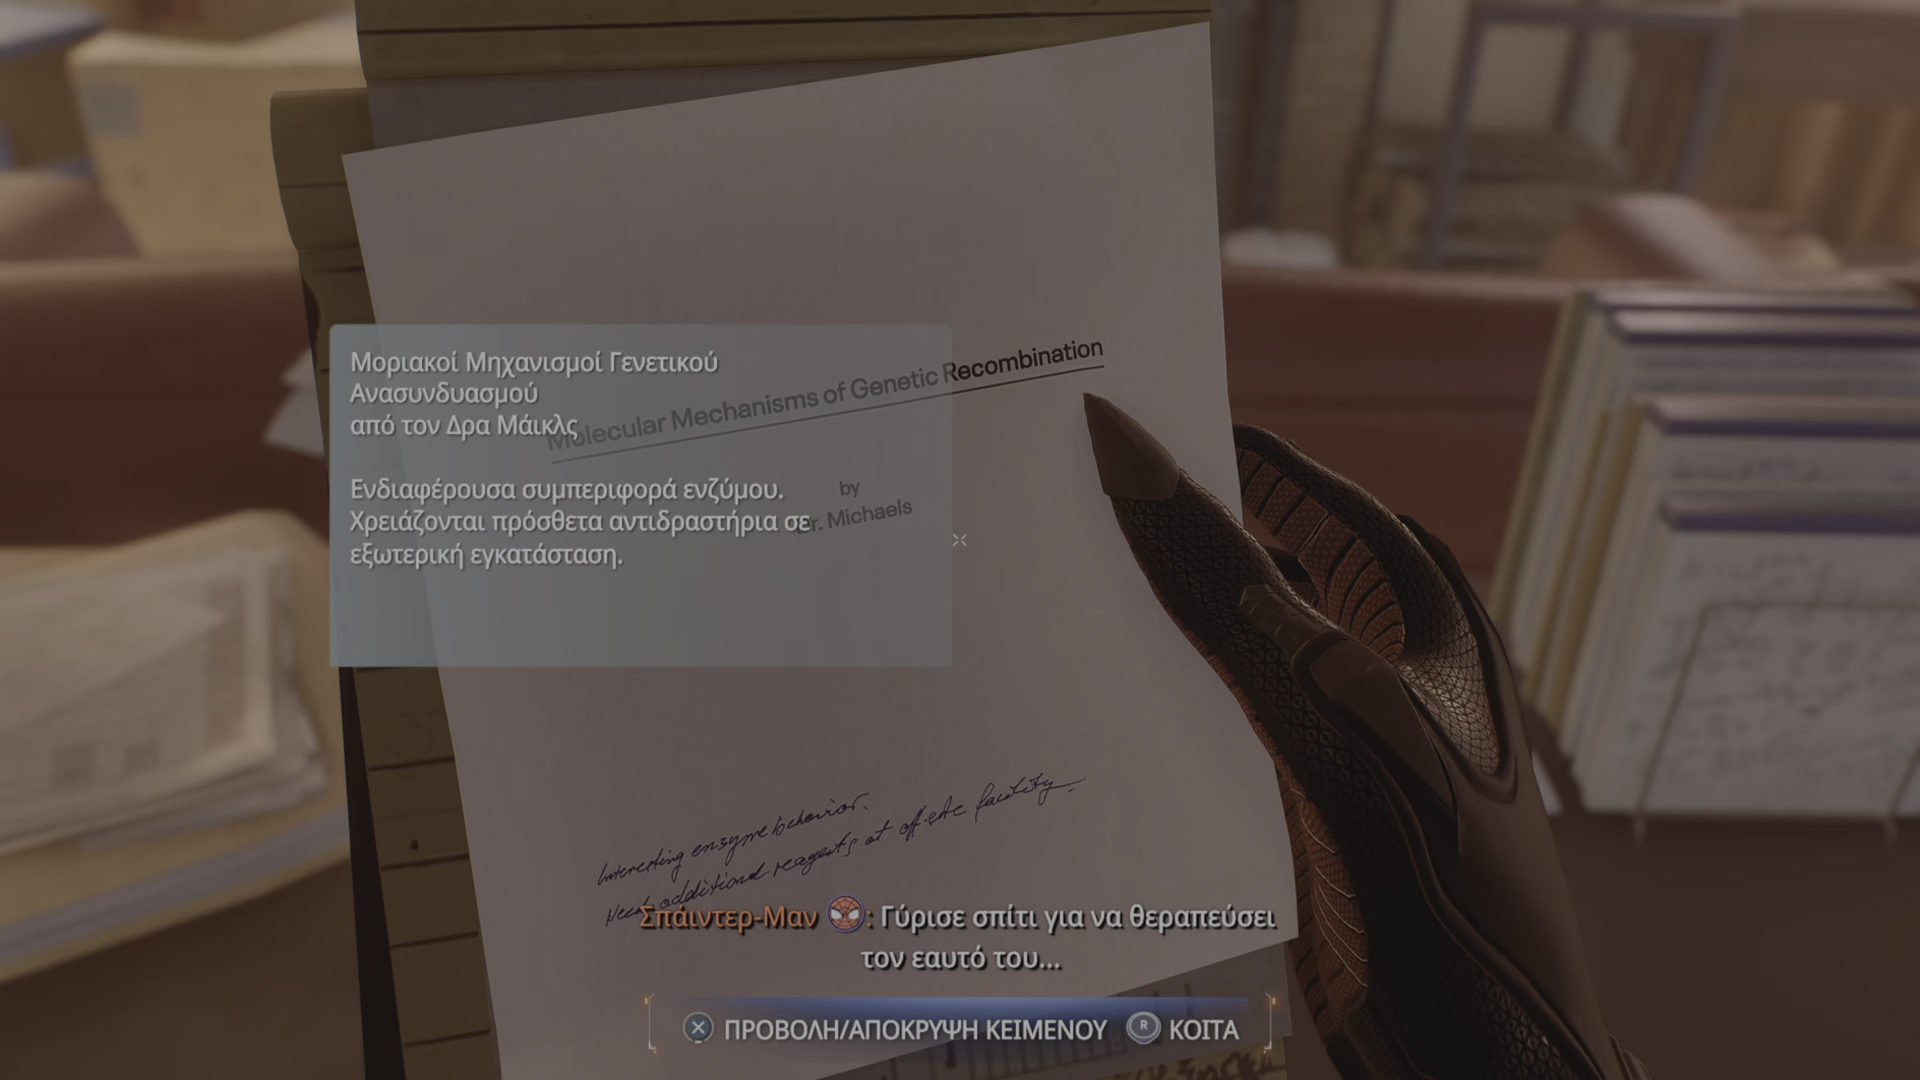 Μοριακοί Μηχανισμοί Γενετικού
Ανασυνδυασμού
από τον Δρα Μάικλς
Ενδιαφέρουσα συμπεριφορά ενζύμου.
Χρειάζονται πρόσθετα αντιδραστήρια σε
εξωτερική εγκατάσταση.
Molecular Mechanisms of Genetic Recombination
by
Dr. Michaels
Interesting enzyme behavior.
Need additional reagents at off-site facility.
Σπάιντερ-Μαν : Γύρισε σπίτι για να θεραπεύσει
τον εαυτό του...
ΠΡΟΒΟΛΗ/ΑΠΟΚΡΥΨΗ ΚΕΙΜΕΝΟΥ R ΚΟΙΤΑ